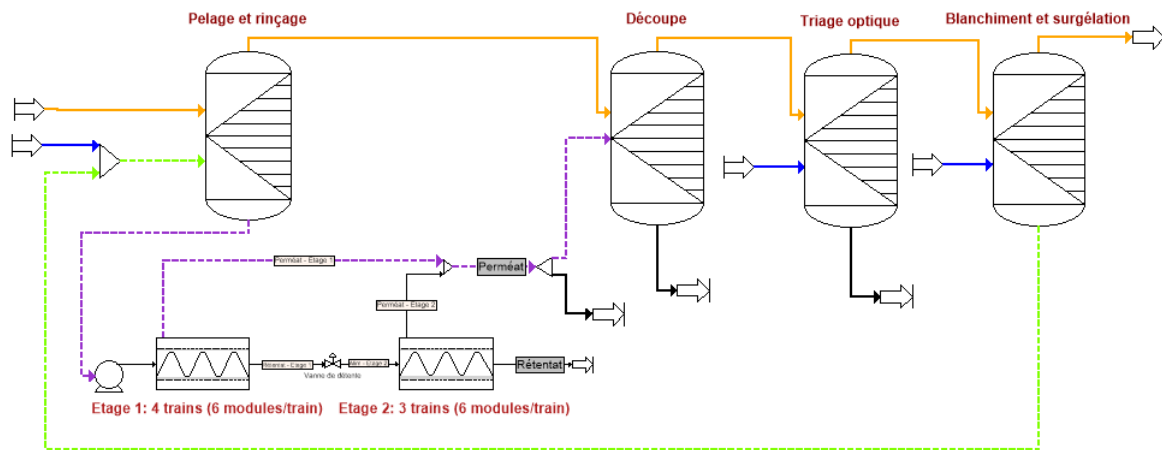 Pelage et rinçage
Découpe
Triage optique
Blanchiment et surgélation
Perméat - Etage 1
Perméat
Perméat - Etage 2
Rétentat
Vanne de détente
Etage 1: 4 trains (6 modules/train)
Etage 2: 3 trains (6 modules/train)